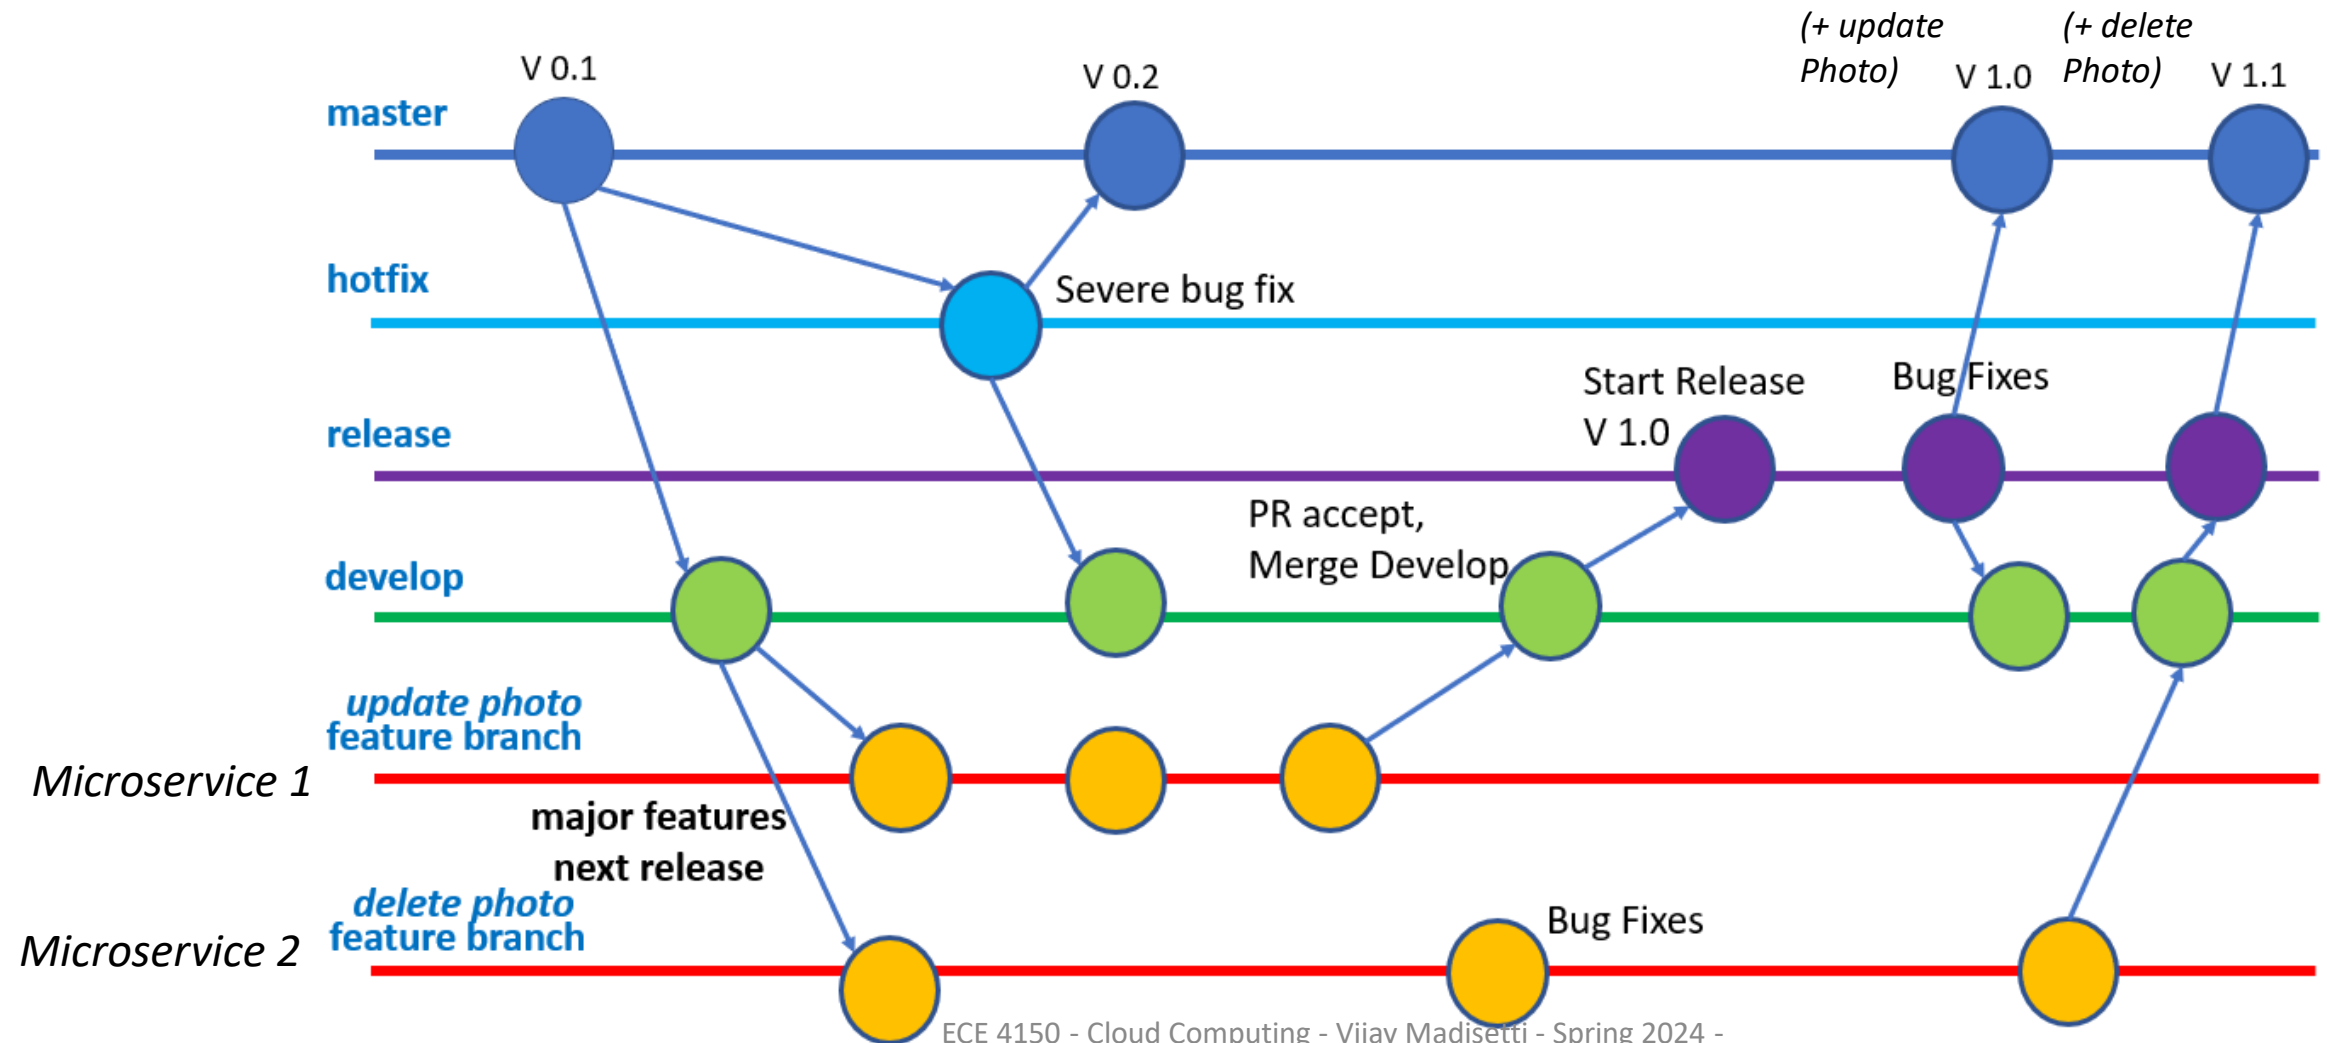 (+ update
Photo)
(+ delete
Photo)
V 0.1
V 0.2
V 1.0
V 1.1
master
hotfix
Severe bug fix
Start Release
V 1.0
Bug Fixes
release
PR accept,
Merge Develop
develop
update photo
feature branch
Microservice 1
major features
next release
delete photo
feature branch
Microservice 2
Bug Fixes
ECE 4150 - Cloud Computing - Vijay Madisetti - Spring 2024 -